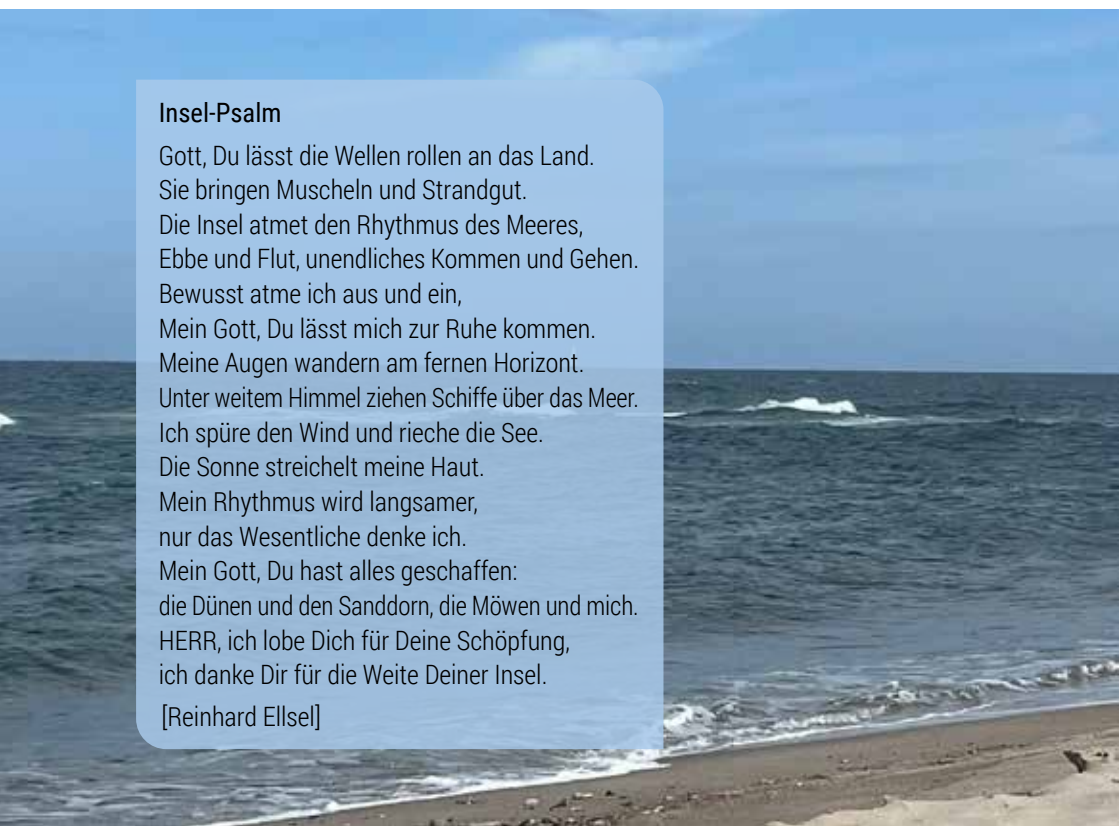 Insel-Psalm
Gott, Du lässt die Wellen rollen an das Land.
Sie bringen Muscheln und Strandgut.
Die Insel atmet den Rhythmus des Meeres,
Ebbe und Flut, unendliches Kommen und Gehen.
Bewusst atme ich aus und ein,
Mein Gott, Du lässt mich zur Ruhe kommen.
Meine Augen wandern am fernen Horizont.
Unter weitem Himmel ziehen Schiffe über das Meer.
Ich spüre den Wind und rieche die See.
Die Sonne streichelt meine Haut.
Mein Rhythmus wird langsamer,
nur das Wesentliche denke ich.
Mein Gott, Du hast alles geschaffen:
die Dünen und den Sanddorn, die Möwen und mich.
HERR, ich lobe Dich für Deine Schöpfung,
ich danke Dir für die Weite Deiner Insel.
[Reinhard Ellsel]